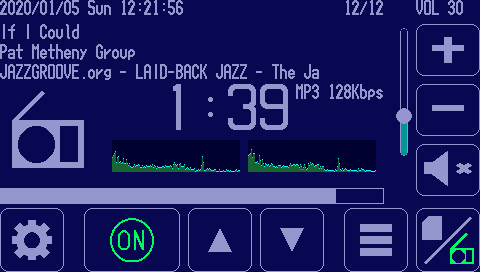 2020/01/05 Sun 12:21:56 12/12 VOL 30
If I Could
Pat Metheny Group
JAZZGROOVE.org - LAID-BACK JAZZ - The Ja
1:39 MP3 128Kbps
ON